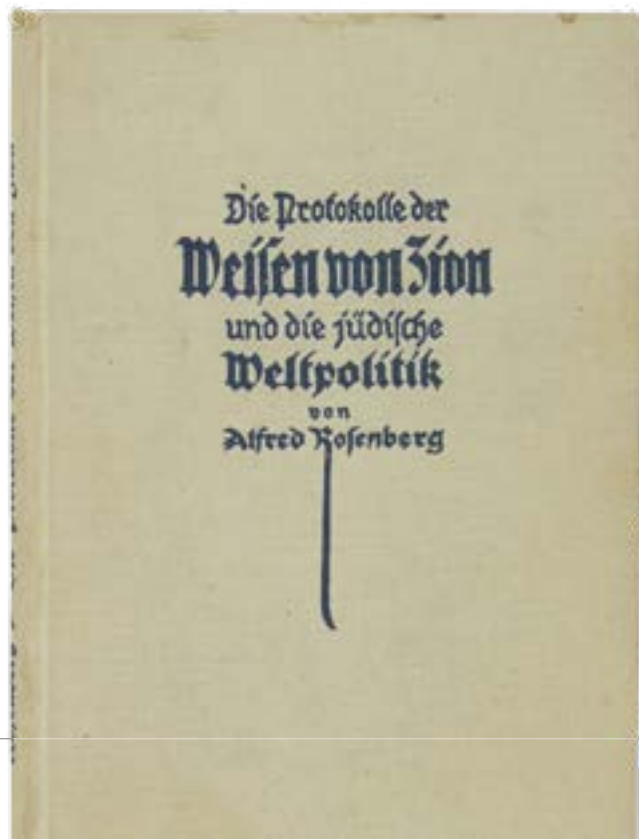 Die Protokolle der
Weisen von Zion
und die jüdische
Weltpolitik
von
Alfred Rosenberg